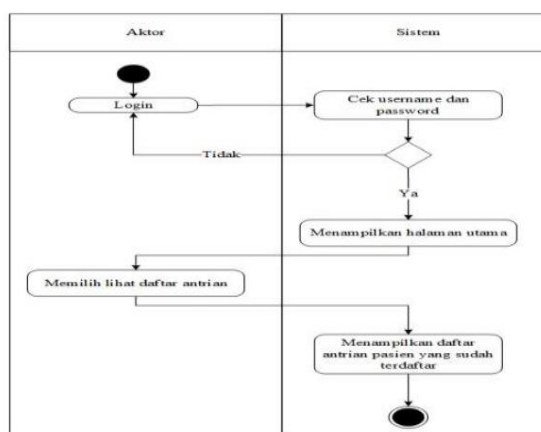 Aktor
Sistem
Login
Cek username dan
password
Tidak
Ya
Menampilkan halaman utama
Memilih lihat daftar antrian
Menampilkan daftar
antrian pasien yang sudah
terdaftar